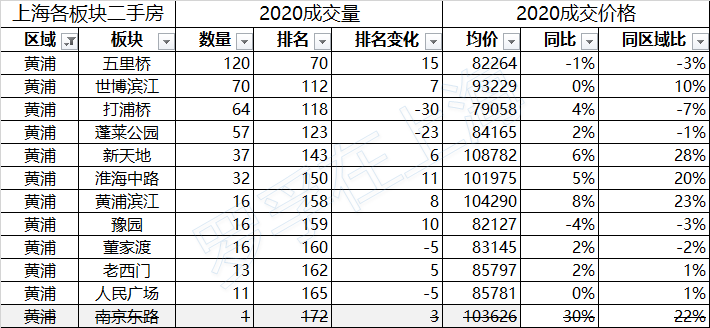 上海各板块二手房 2020成交量 2020成交价格
区域 板块 数量 排名 排名变化 均价 同比 同区域比
黄浦 五里桥 120 70 15 82264 -1% -3%
黄浦 世博滨江 70 112 7 93229 0% 10%
黄浦 打浦桥 64 118 -30 79058 4% -7%
黄浦 蓬莱公园 57 123 -23 84165 2% -1%
黄浦 新天地 37 143 6 108782 6% 28%
黄浦 淮海中路 32 150 11 101975 5% 20%
黄浦 黄浦滨江 16 158 8 104290 8% 23%
黄浦 豫园 16 159 10 82127 -4% -3%
黄浦 董家渡 16 160 -5 83145 2% -2%
黄浦 老西门 13 162 5 85797 2% 1%
黄浦 人民广场 11 165 -5 85781 0% 1%
黄浦 南京东路 1 172 3 103626 30% 22%